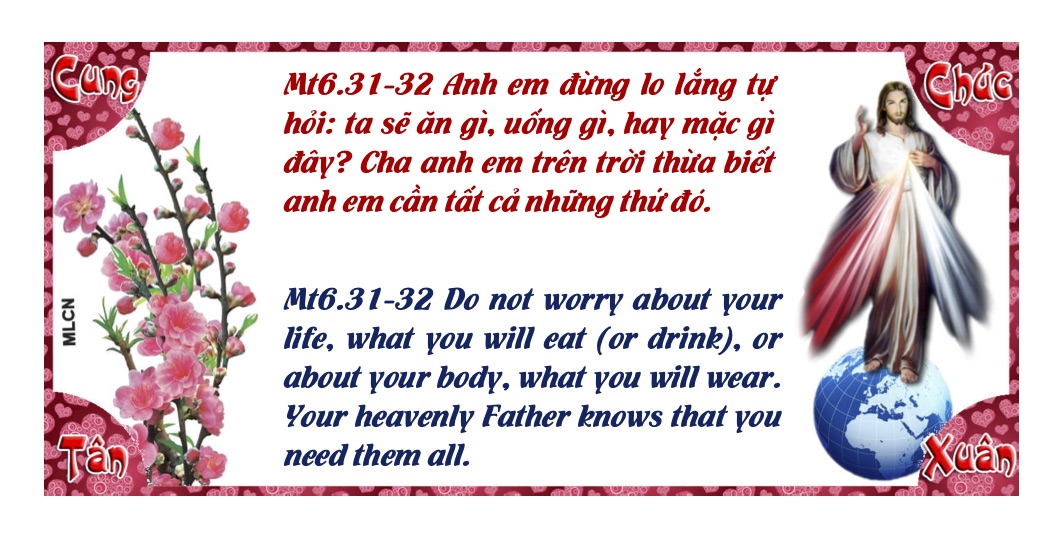 Cung
Chúc
Mt6.31-32 Anh em đừng lo lắng tự
hỏi: ta sẽ ăn gì, uống gì, hay mặc gì
đây? Cha anh em trên trời thừa biết
anh em cần tất cả những thứ đó.
MLCN
Mt6.31-32 Do not worry about your
life, what you will eat (or drink), or
about your body, what you will wear.
Your heavenly Father knows that you
need them all.
Tân
Xuân